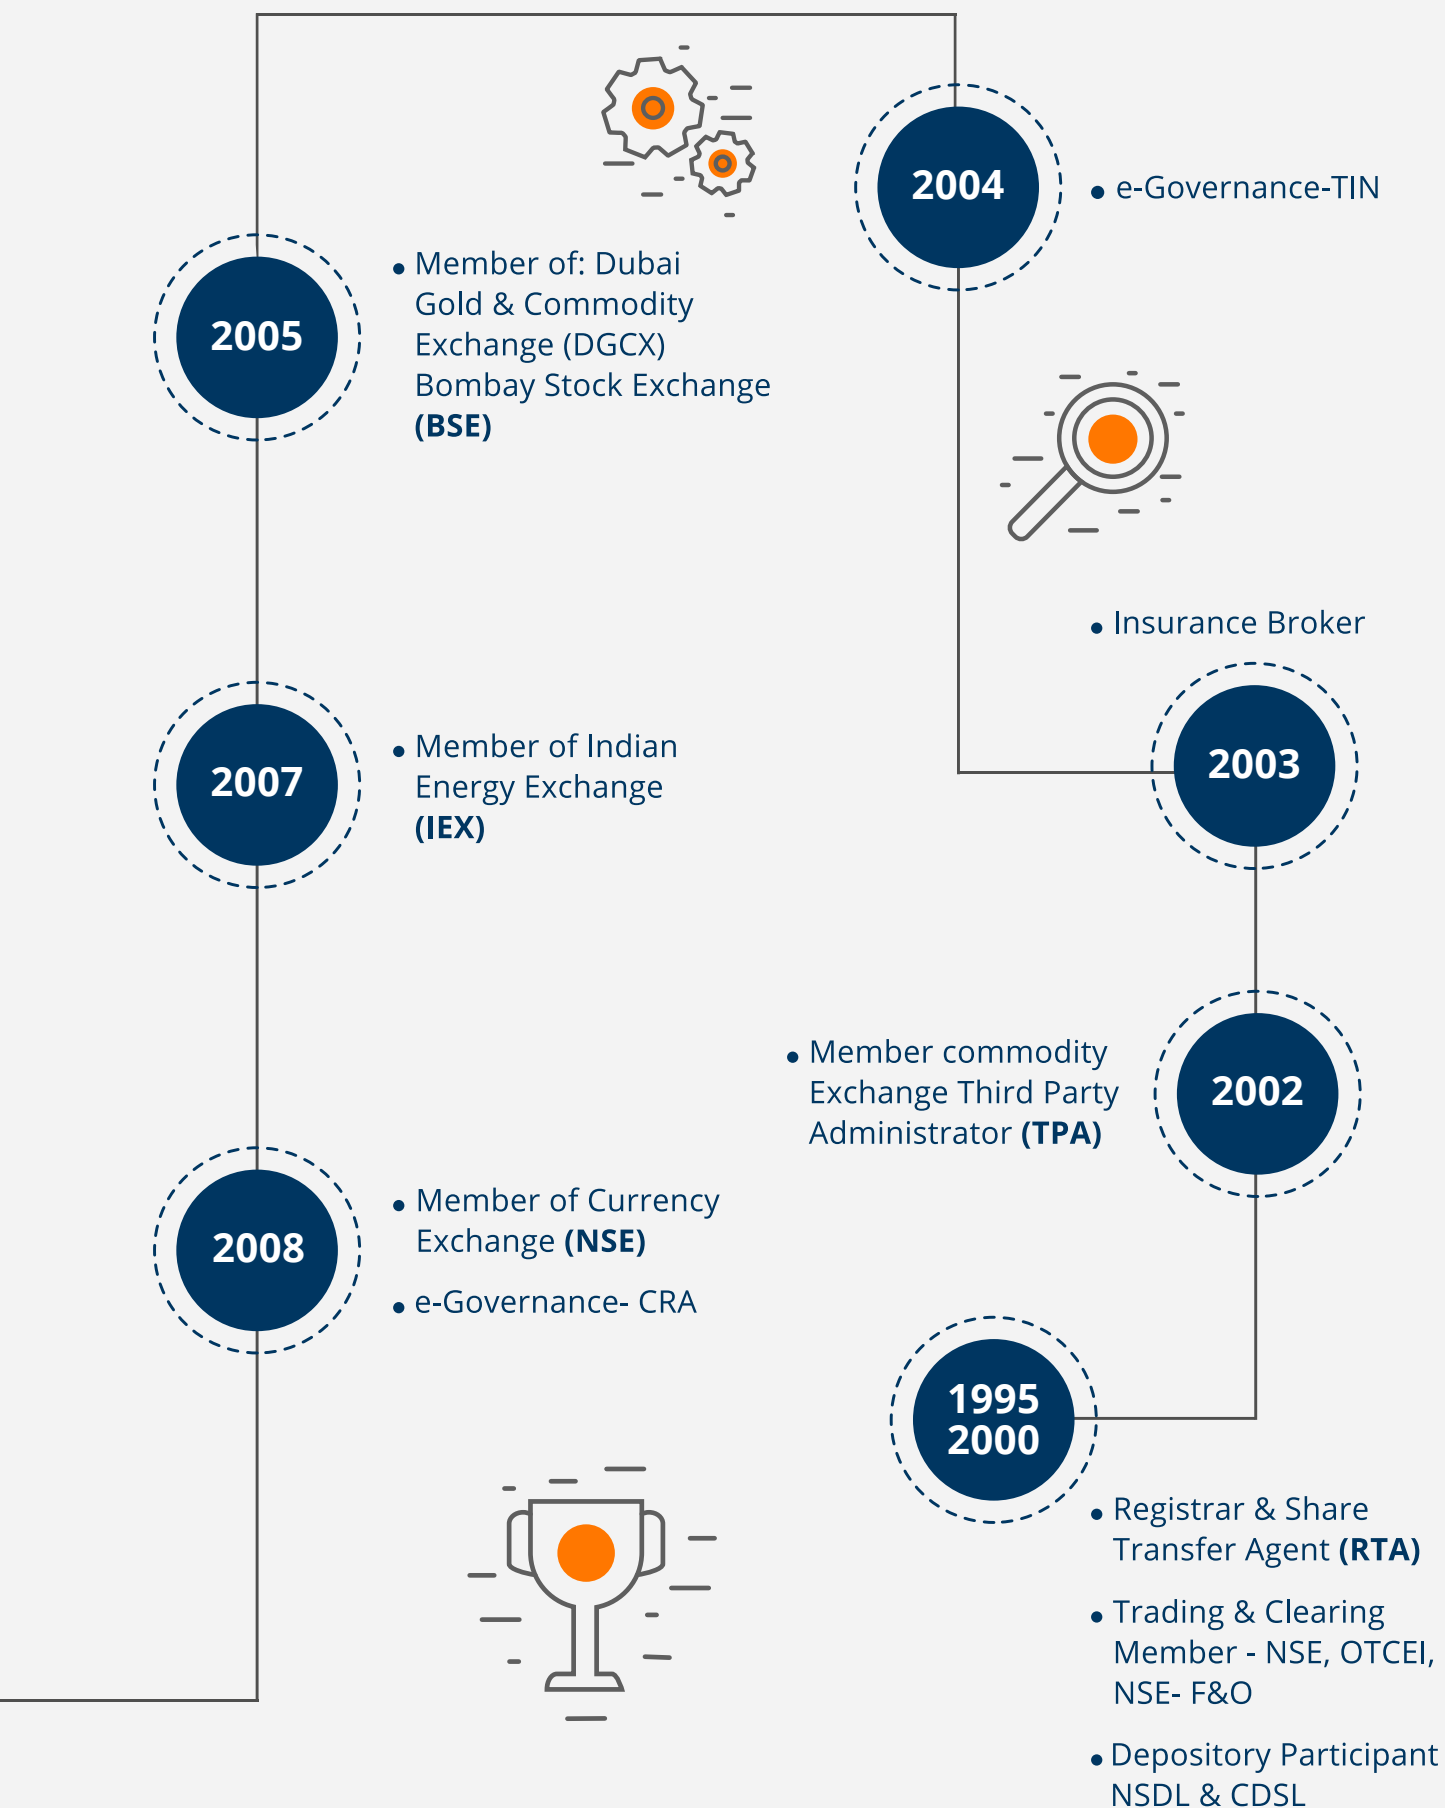 2004
• e-Governance-TIN
2005
• Member of: Dubai
Gold & Commodity
Exchange (DGCX)
Bombay Stock Exchange
(BSE)
• Insurance Broker
2003
2007
• Member of Indian
Energy Exchange
(IEX)
2002
• Member commodity
Exchange Third Party
Administrator (TPA)
2008
• Member of Currency
Exchange (NSE)
• e-Governance- CRA
1995
2000
• Registrar & Share
Transfer Agent (RTA)
• Trading & Clearing
Member - NSE, OTCEI,
NSE- F&O
• Depository Participant
NSDL & CDSL